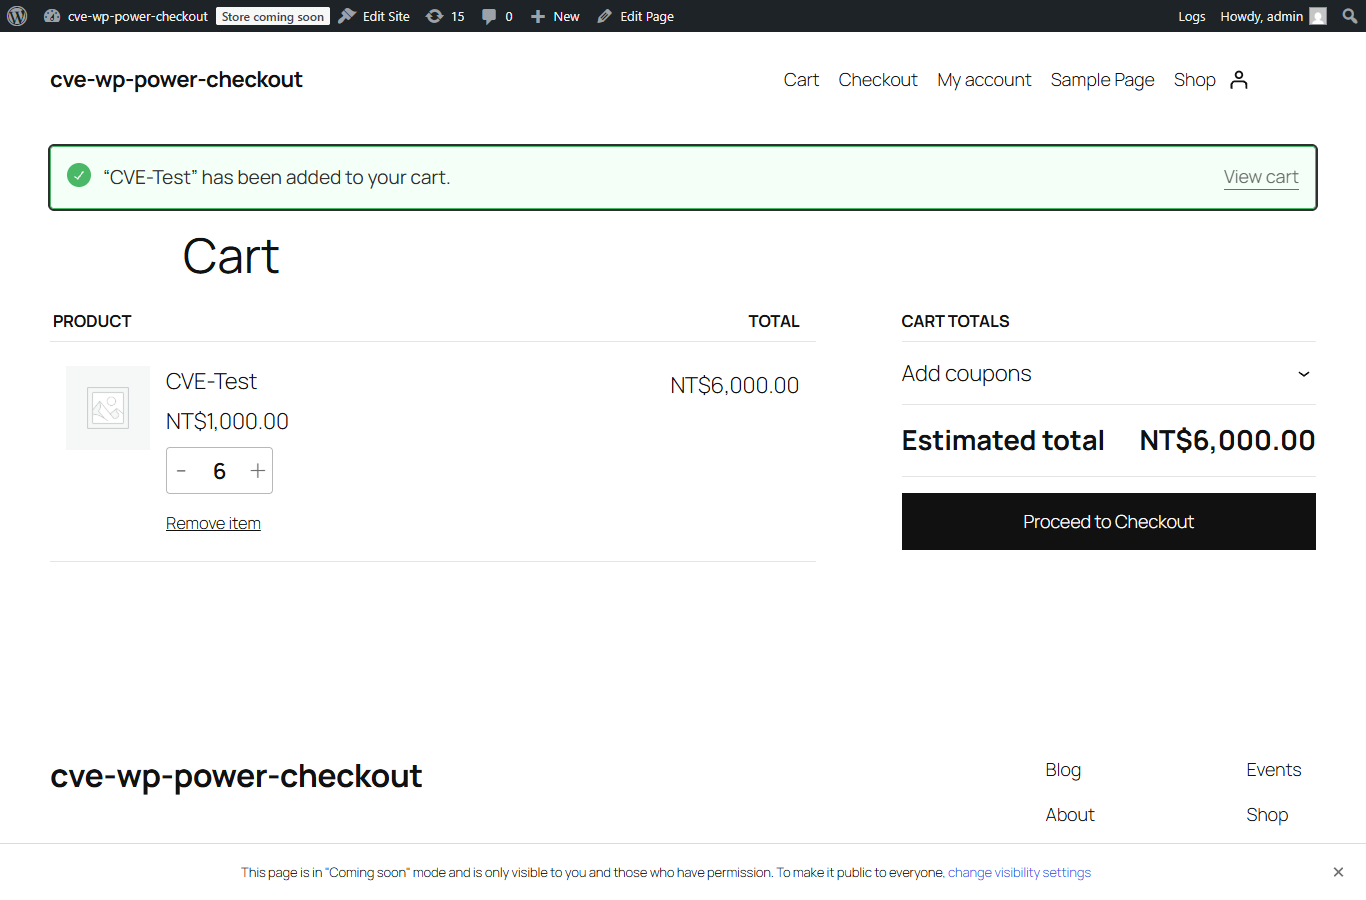 cve-wp-power-checkout Store coming soon Edit Site 15 0 New Edit Page Logs Howdy, admin
cve-wp-power-checkout Cart Checkout My account Sample Page Shop
“CVE-Test” has been added to your cart. View cart
Cart
PRODUCT TOTAL CART TOTALS
CVE-Test NT$6,000.00 Add coupons
NT$1,000.00
Estimated total NT$6,000.00
- 6 +
Remove item Proceed to Checkout
cve-wp-power-checkout Blog Events
About Shop
This page is in "Coming soon" mode and is only visible to you and those who have permission. To make it public to everyone, change visibility settings